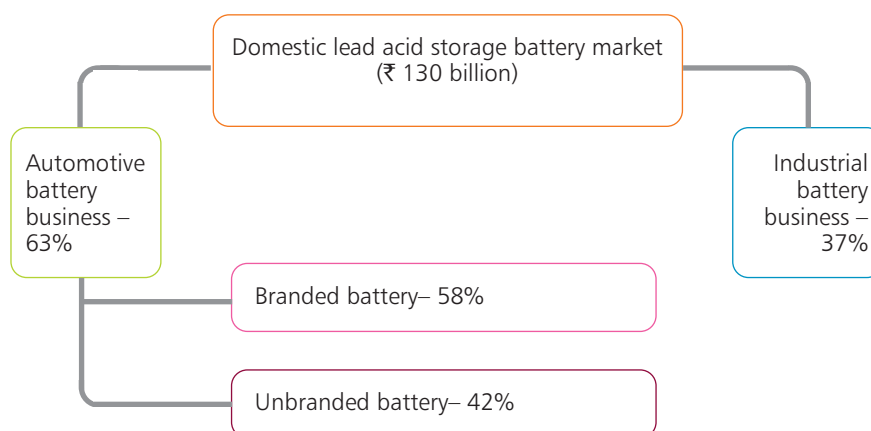 Domestic lead acid storage battery market
(₹ 130 billion)
Automotive
battery
business –
63%
Industrial
battery
business –
37%
Branded battery– 58%
Unbranded battery– 42%